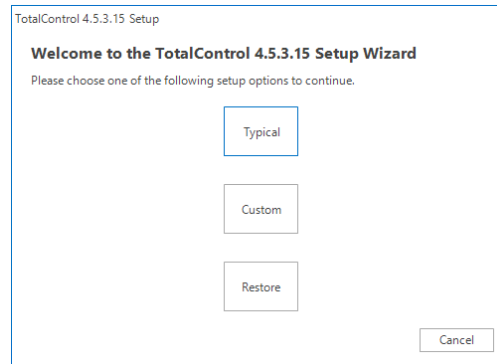 TotalControl 4.5.3.15 Setup
Welcome to the TotalControl 4.5.3.15 Setup Wizard
Please choose one of the following setup options to continue.
Typical
Custom
Restore
Cancel